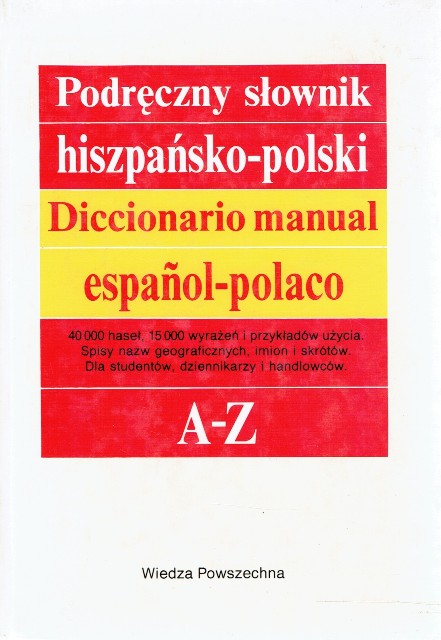 Podręczny słownik
hiszpańsko-polski
Diccionario manual
español-polaco
40 000 haseł, 15 000 wyrażeń i przykładów użycia.
Spisy nazw geograficznych, imion i skrótów.
Dla studentów, dziennikarzy i handlowców.
A-Z
Wiedza Powszechna